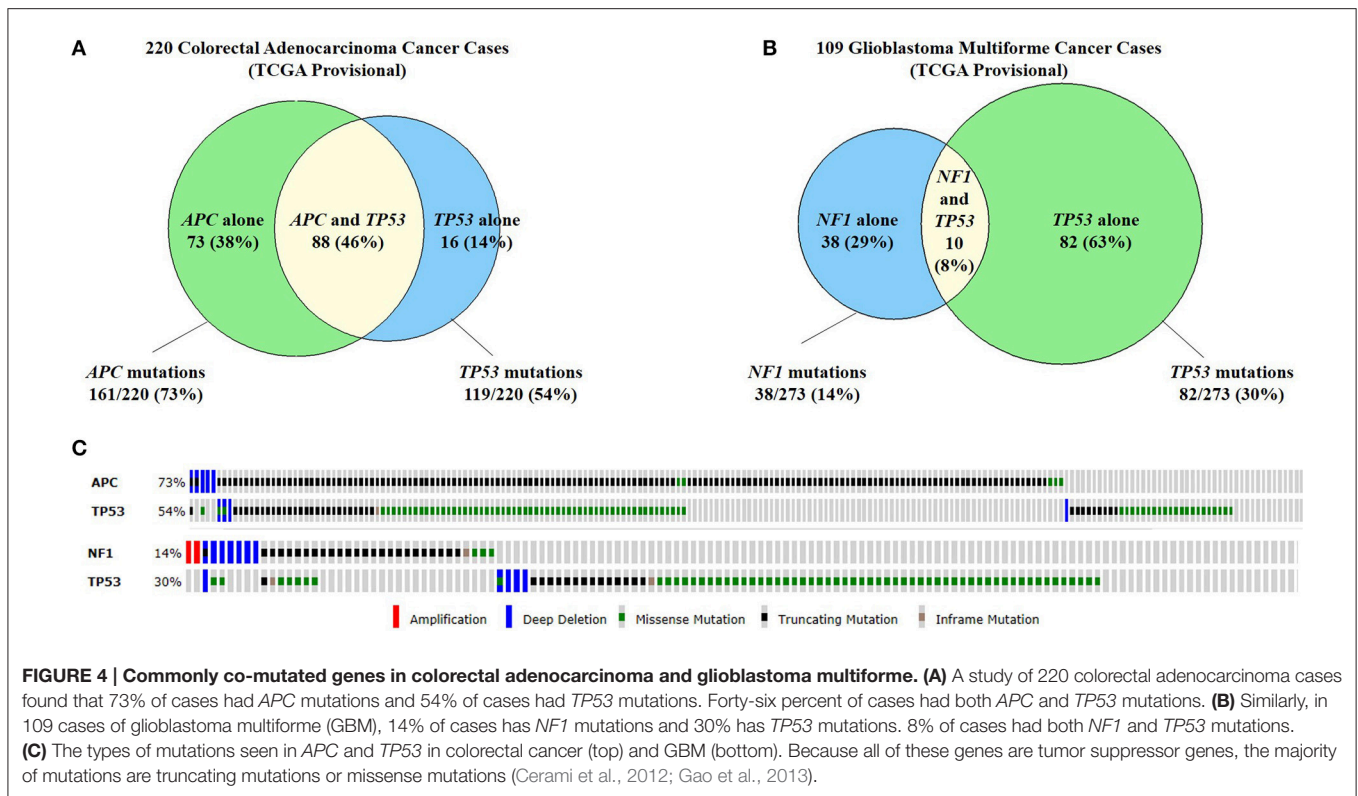 A
220 Colorectal Adenocarcinoma Cancer Cases
(TCGA Provisional)
APC alone
73 (38%)
APC and TP53
88 (46%)
TP53 alone
16 (14%)
APC mutations
161/220 (73%)
TP53 mutations
119/220 (54%)
B
109 Glioblastoma Multiforme Cancer Cases
(TCGA Provisional)
NF1 alone
38 (29%)
NF1
and
TP53
10
(8%)
TP53 alone
82 (63%)
NF1 mutations
38/273 (14%)
TP53 mutations
82/273 (30%)
C
APC 73%
TP53 54%
NF1 14%
TP53 30%
Amplification Deep Deletion Missense Mutation Truncating Mutation Inframe Mutation
FIGURE 4 | Commonly co-mutated genes in colorectal adenocarcinoma and glioblastoma multiforme. (A) A study of 220 colorectal adenocarcinoma cases
found that 73% of cases had APC mutations and 54% of cases had TP53 mutations. Forty-six percent of cases had both APC and TP53 mutations. (B) Similarly, in
109 cases of glioblastoma multiforme (GBM), 14% of cases has NF1 mutations and 30% has TP53 mutations. 8% of cases had both NF1 and TP53 mutations.
(C) The types of mutations seen in APC and TP53 in colorectal cancer (top) and GBM (bottom). Because all of these genes are tumor suppressor genes, the majority
of mutations are truncating mutations or missense mutations (Cerami et al., 2012; Gao et al., 2013).